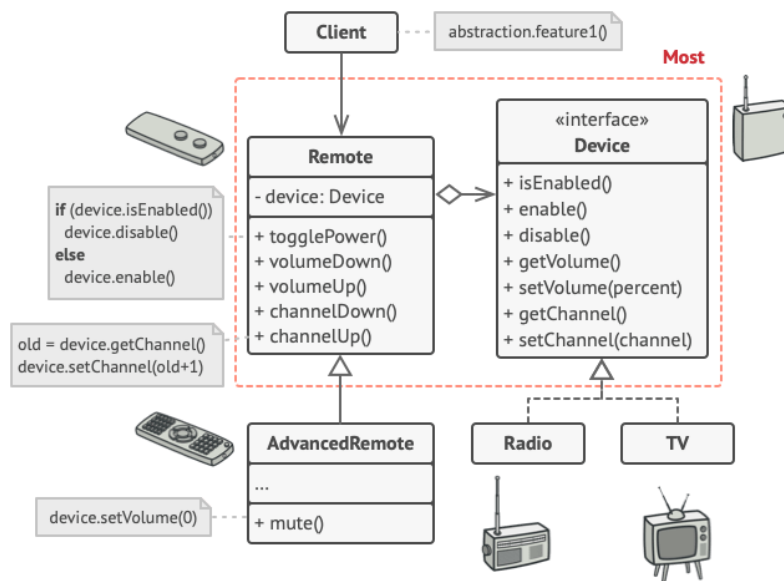 Client
abstraction.feature1()
Most
«interface»
Device
+ isEnabled()
+ enable()
+ disable()
+ getVolume()
+ setVolume(percent)
+ getChannel()
+ setChannel(channel)
Remote
- device: Device
+ togglePower()
+ volumeDown()
+ volumeUp()
+ channelDown()
+ channelUp()
if (device.isEnabled())
device.disable()
else
device.enable()
old = device.getChannel()
device.setChannel(old+1)
AdvancedRemote
...
+ mute()
device.setVolume(0)
Radio
TV